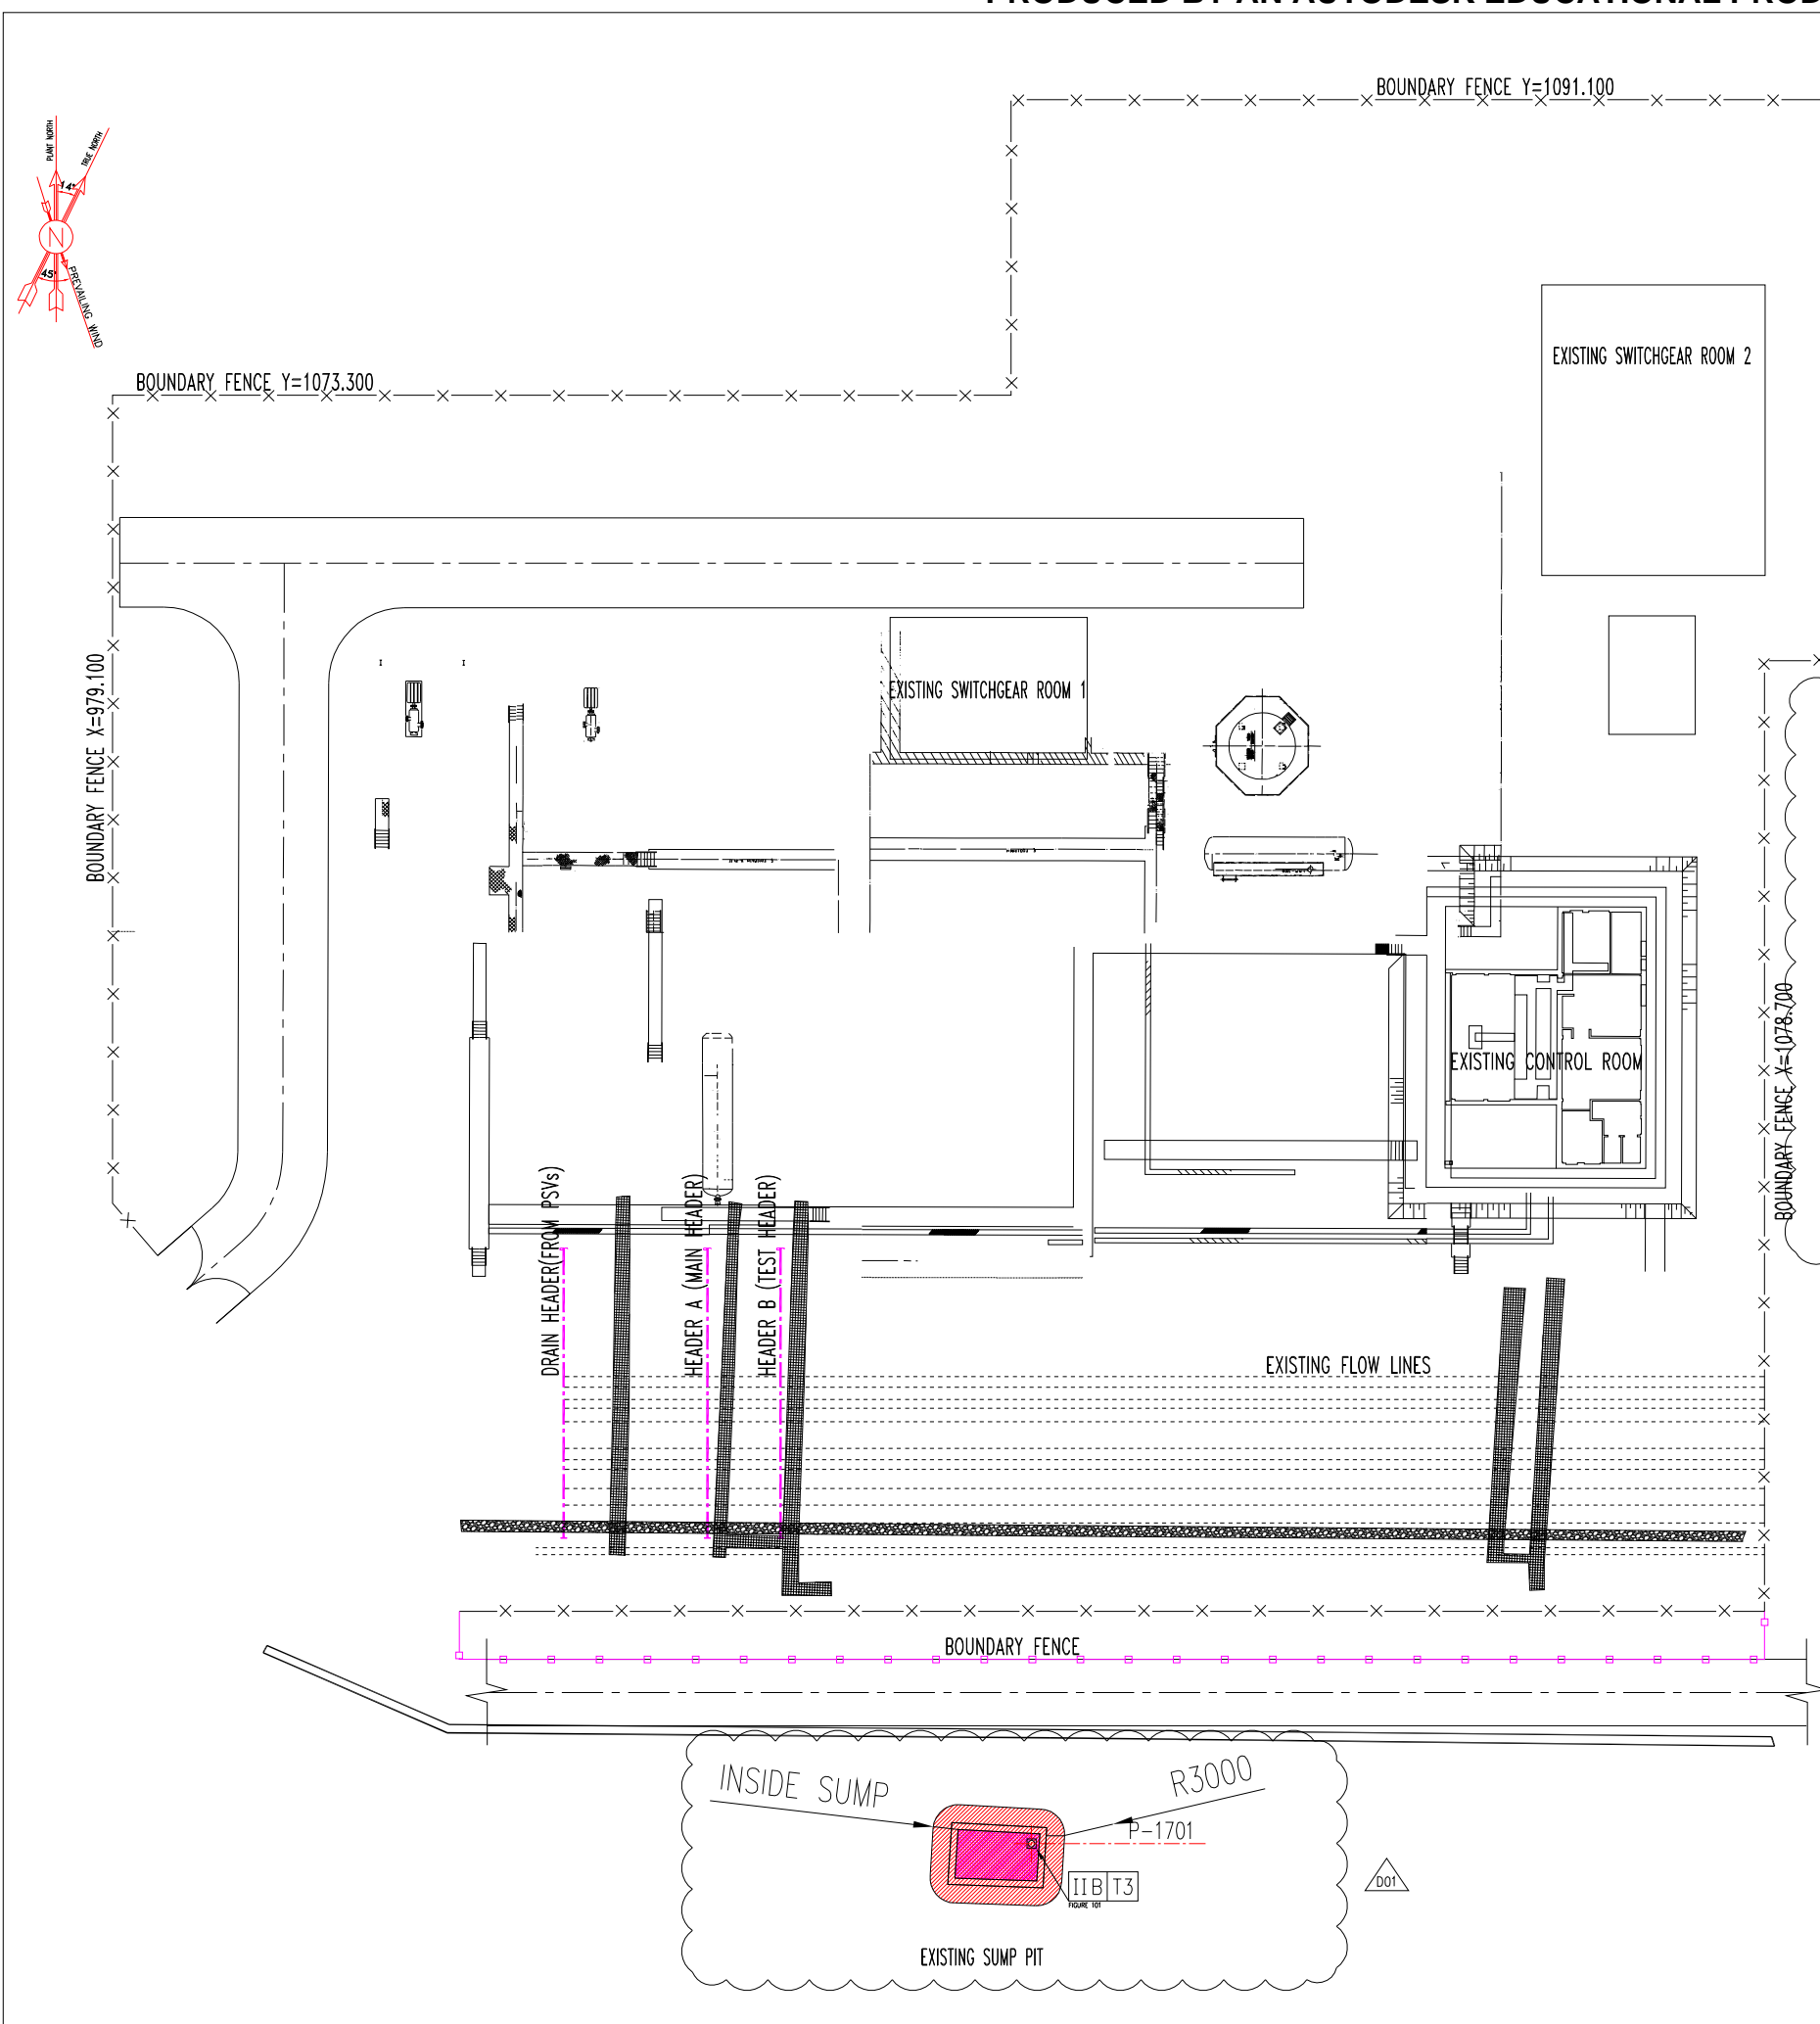 PRODUCED BY AN AUTODESK EDUCATIONAL PROD
BOUNDARY FENCE Y=1091.100
PLANT NORTH
TRUE NORTH
14°
N
45°
PREVAILING WIND
EXISTING SWITCHGEAR ROOM 2
BOUNDARY FENCE Y=1073.300
BOUNDARY FENCE X=979.100
EXISTING SWITCHGEAR ROOM 1
BOUNDARY FENCE X=1078.700
EXISTING CONTROL ROOM
DRAIN HEADER(FROM PSVs)
HEADER A (MAIN HEADER)
HEADER B (TEST HEADER)
EXISTING FLOW LINES
BOUNDARY FENCE
INSIDE SUMP
R3000
P-1701
IIB T3
FIGURE 101
D01
EXISTING SUMP PIT